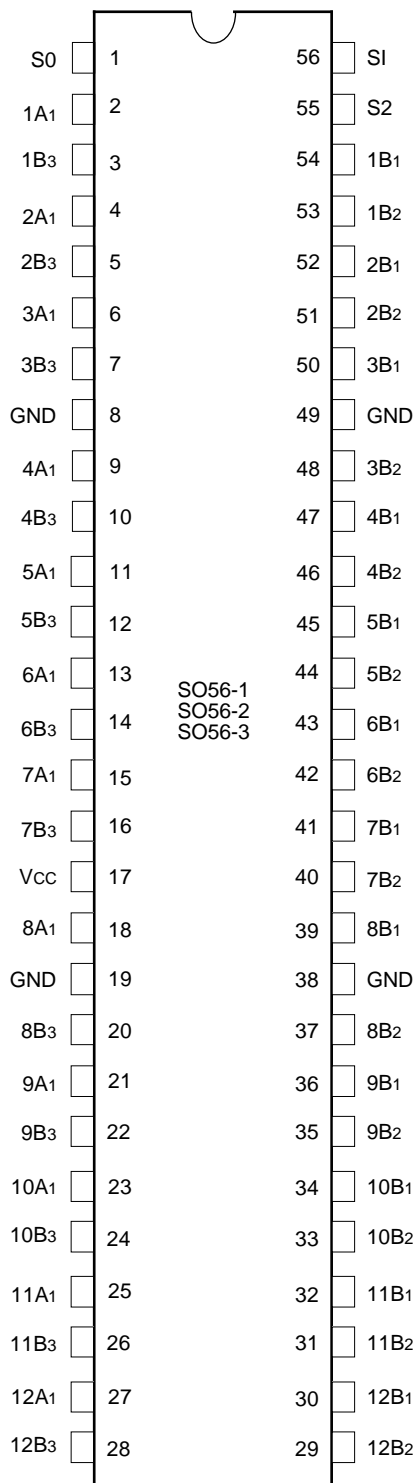 S0 1 56 SI
1A1 2 55 S2
1B3 3 54 1B1
2A1 4 53 1B2
2B3 5 52 2B1
3A1 6 51 2B2
3B3 7 50 3B1
GND 8 49 GND
4A1 9 48 3B2
4B3 10 47 4B1
5A1 11 46 4B2
5B3 12 45 5B1
6A1 13 44 5B2
SO56-1
SO56-2
SO56-3
6B3 14 43 6B1
7A1 15 42 6B2
7B3 16 41 7B1
VCC 17 40 7B2
8A1 18 39 8B1
GND 19 38 GND
8B3 20 37 8B2
9A1 21 36 9B1
9B3 22 35 9B2
10A1 23 34 10B1
10B3 24 33 10B2
11A1 25 32 11B1
11B3 26 31 11B2
12A1 27 30 12B1
12B3 28 29 12B2